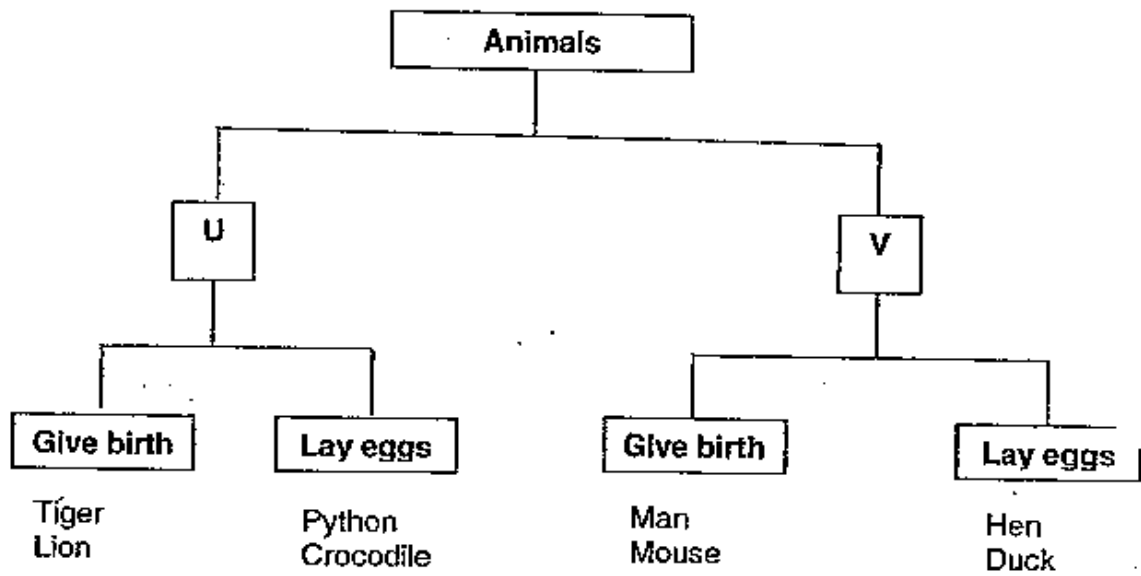 Animals
U
V
Give birth
Lay eggs
Give birth
Lay eggs
Tiger
Lion
Python
Crocodile
Man
Mouse
Hen
Duck